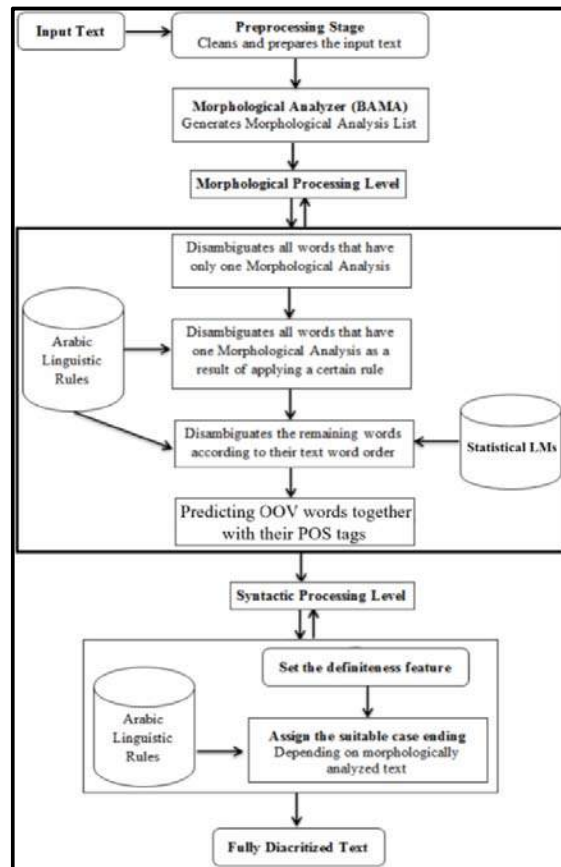 Input Text
Preprocessing Stage
Cleans and prepares the input text
Morphological Analyzer (BAMA)
Generates Morphological Analysis List
Morphological Processing Level
Disambiguates all words that have
only one Morphological Analysis
Arabic
Linguistic
Rules
Disambiguates all words that have
one Morphological Analysis as a
result of applying a certain rule
Disambiguates the remaining words
according to their text word order
Statistical LMs
Predicting OOV words together
with their POS tags
Syntactic Processing Level
Set the definiteness feature
Arabic
Linguistic
Rules
Assign the suitable case ending
Depending on morphologically
analyzed text
Fully Diacritized Text